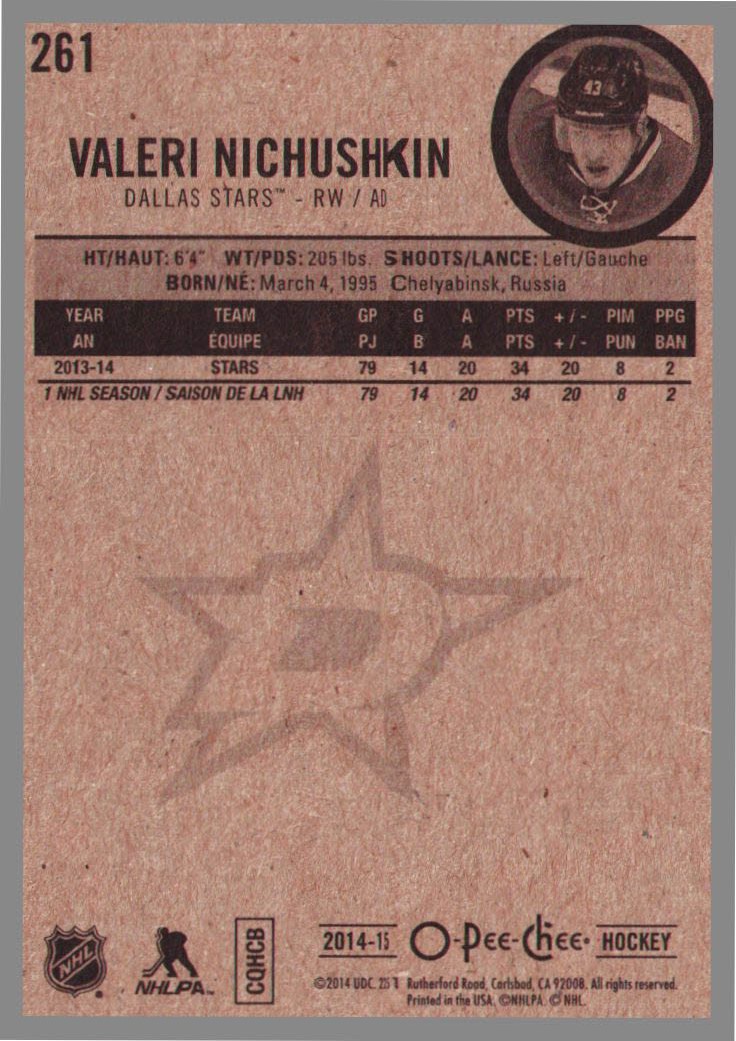 261
43
VALERI NICHUSHKIN
DALLAS STARS™ - RW / AD
HT/HAUT: 6'4" WT/PDS: 205 lbs. SHOOTS/LANCE: Left/Gauche
BORN/NÉ: March 4, 1995 Chelyabinsk, Russia
YEAR TEAM GP G A PTS +/- PIM PPG
AN ÉQUIPE PJ B A PTS +/- PUN BAN
2013-14 STARS 79 14 20 34 20 8 2
1 NHL SEASON / SAISON DE LA LNH 79 14 20 34 20 8 2
D
NHL
NHLPA™
CQHCB
2014-15 O-Pee-Chee® HOCKEY
©2014 UDC. Rutherford Road, Carlsbad, CA 92008. All rights reserved.
Printed in the USA. ©NHLPA. © NHL.